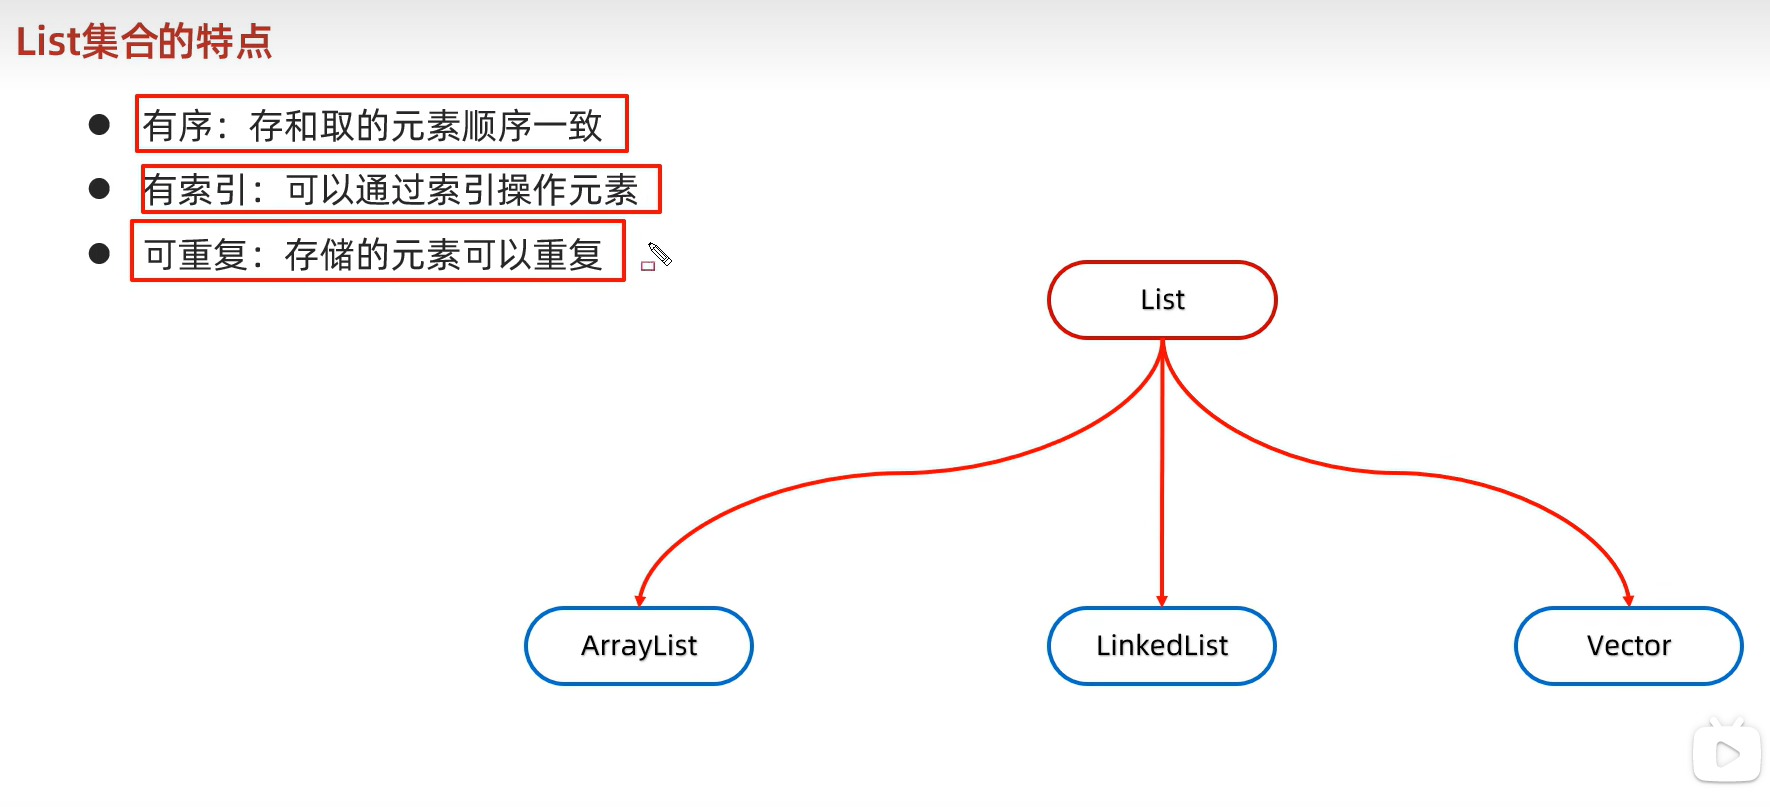 List集合的特点
有序：存和取的元素顺序一致
有索引：可以通过索引操作元素
可重复：存储的元素可以重复
List
ArrayList
LinkedList
Vector